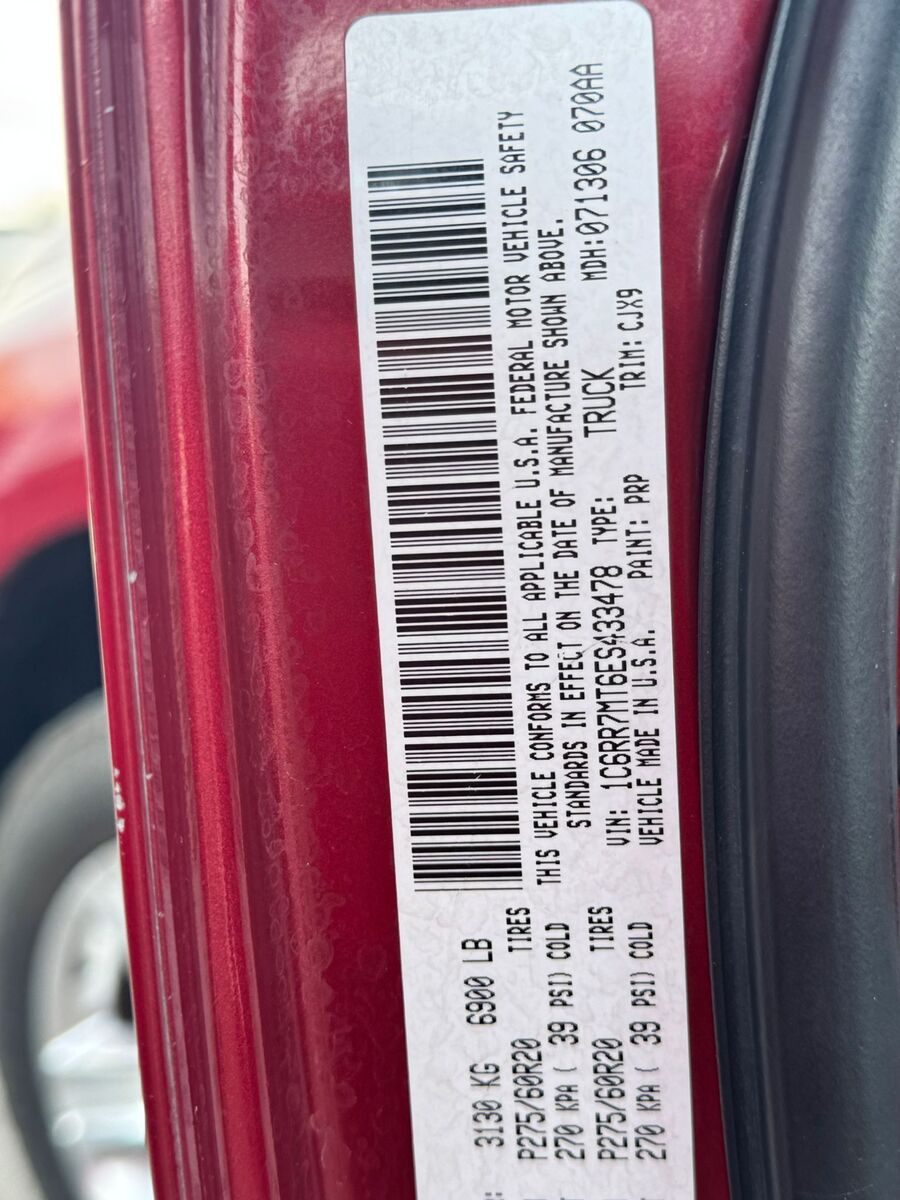 3130 KG 6900 LB
P275/60R20 TIRES
270 KPA ( 39 PSI) COLD
P275/60R20 TIRES
270 KPA ( 39 PSI) COLD
THIS VEHICLE CONFORMS TO ALL APPLICABLE U.S.A. FEDERAL MOTOR VEHICLE SAFETY
STANDARDS IN EFFECT ON THE DATE OF MANUFACTURE SHOWN ABOVE.
MDH:071306 070AA
VIN: 1C6RR7MT6ES433478 TYPE: TRUCK
VEHICLE MADE IN U.S.A. PAINT: PRP TRIM: CJX9